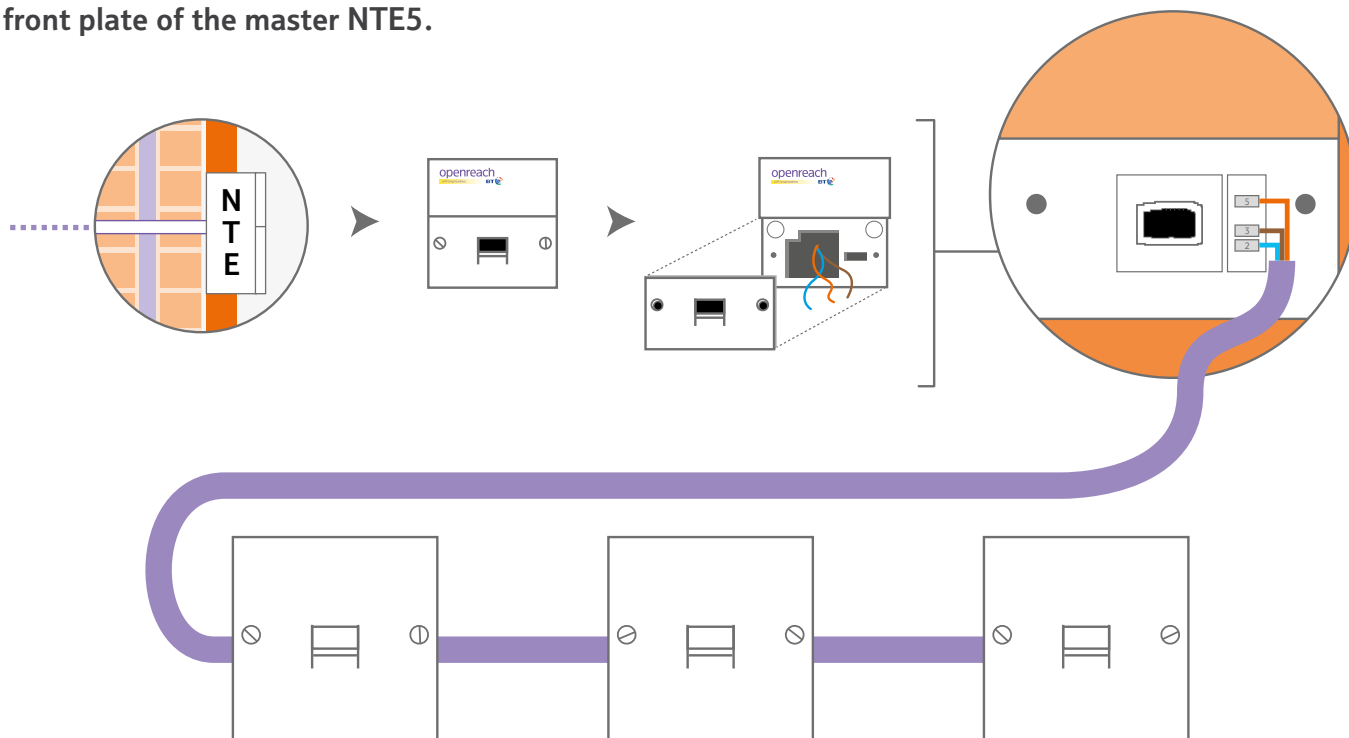 front plate of the master NTE5.
N
T
E
openreach
BT
openreach
BT
5
3
2